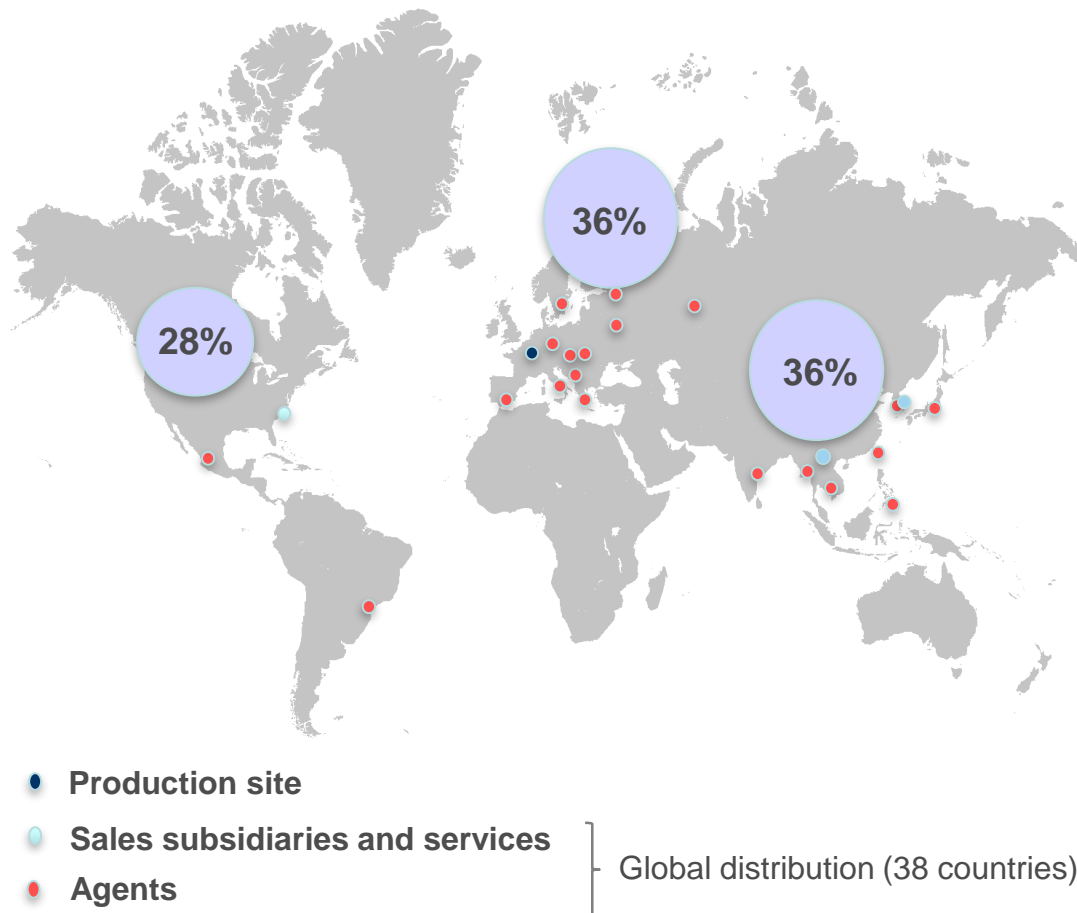 36%
28%
36%
Production site
Sales subsidiaries and services
Agents
Global distribution (38 countries)